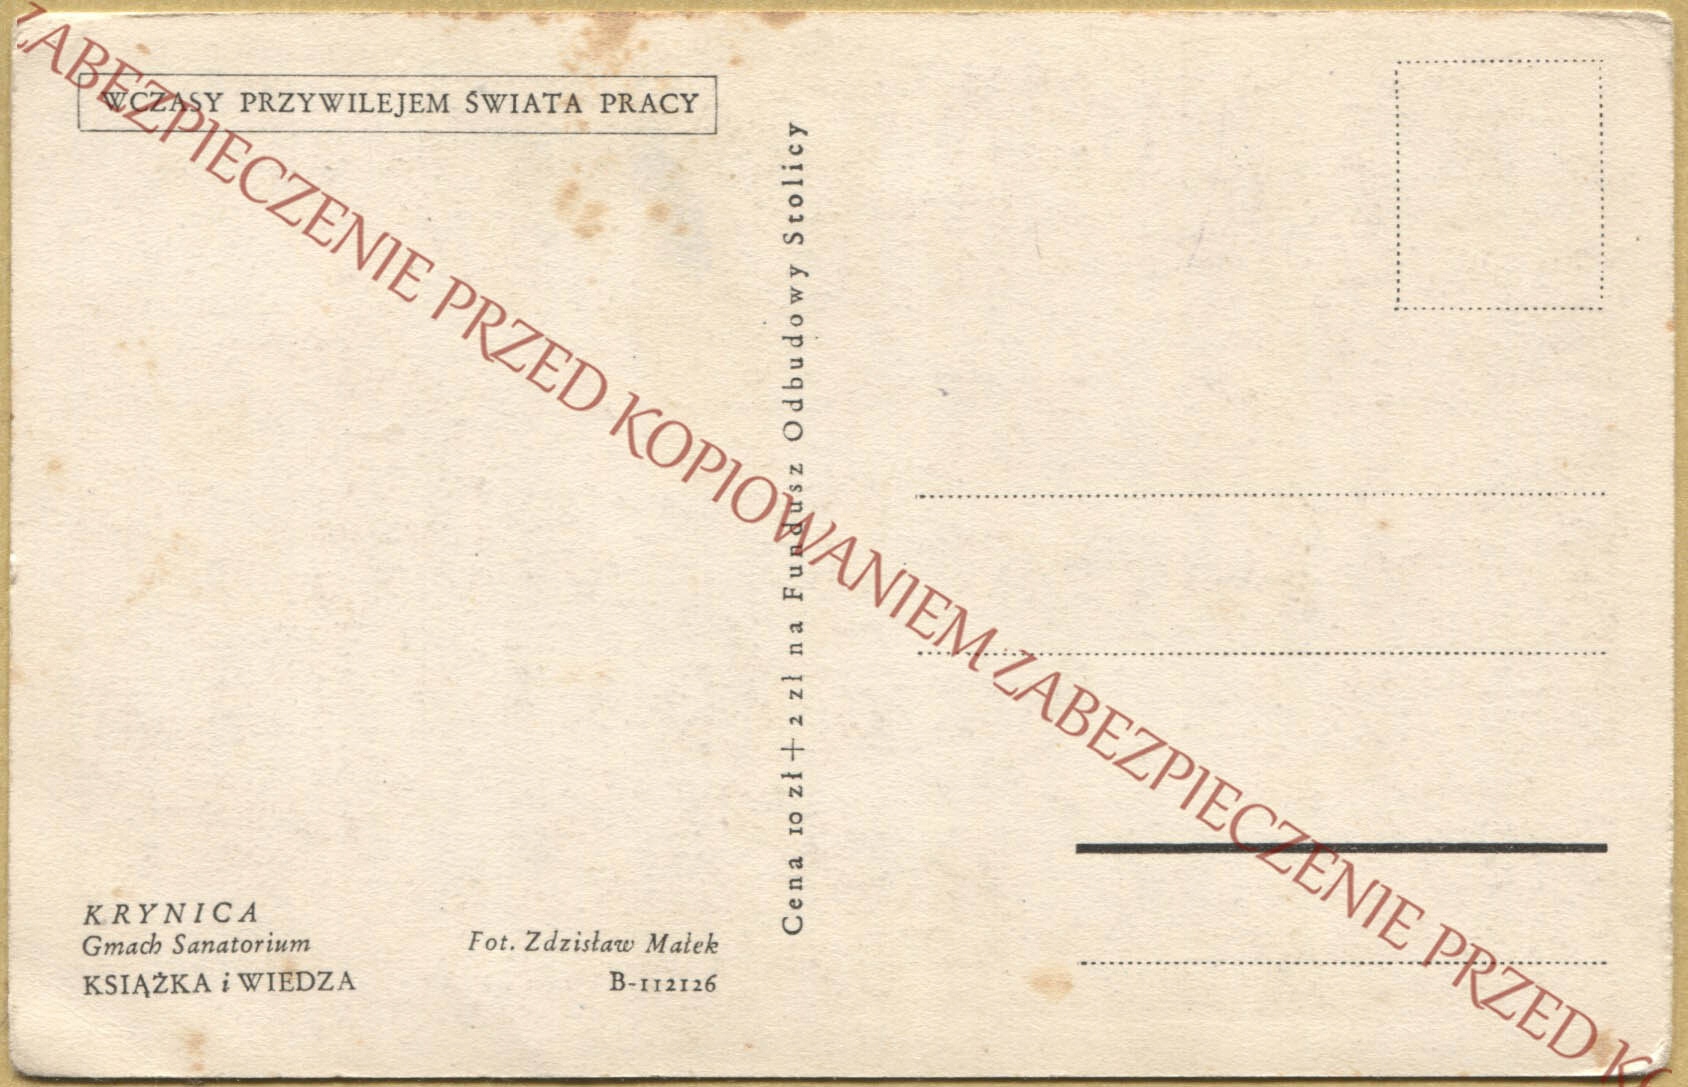 WCZASY PRZYWILEJEM ŚWIATA PRACY
Cena 10 zł + 2 zł na Fundusz Odbudowy Stolicy
KRYNICA
Gmach Sanatorium
Fot. Zdzisław Małek
KSIĄŻKA i WIEDZA
B-112126
ZABEZPIECZENIE PRZED KOPIOWANIEM ZABEZPIECZENIE PRZED KO